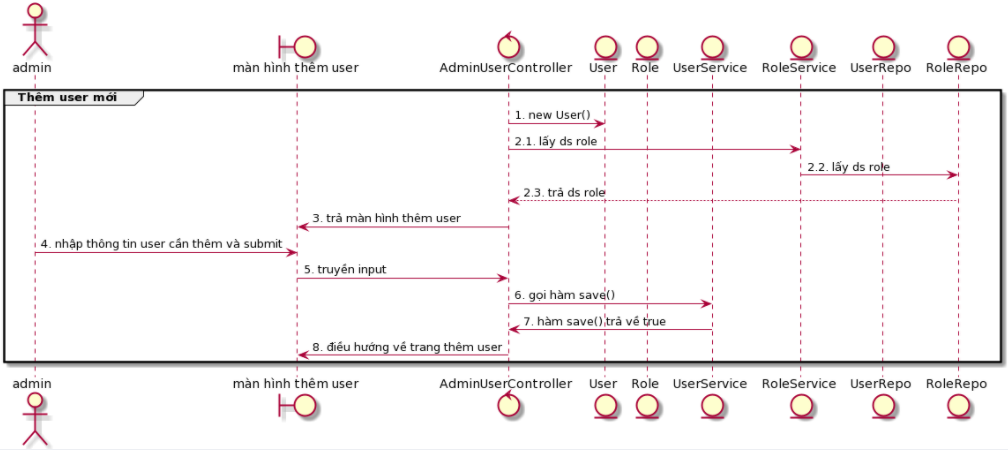 admin
màn hình thêm user
AdminUserController
User
Role
UserService
RoleService
UserRepo
RoleRepo
Thêm user mới
1. new User()
2.1. lấy ds role
2.2. lấy ds role
2.3. trả ds role
3. trả màn hình thêm user
4. nhập thông tin user cần thêm và submit
5. truyền input
6. gọi hàm save()
7. hàm save() trả về true
8. điều hướng về trang thêm user
admin
màn hình thêm user
AdminUserController
User
Role
UserService
RoleService
UserRepo
RoleRepo